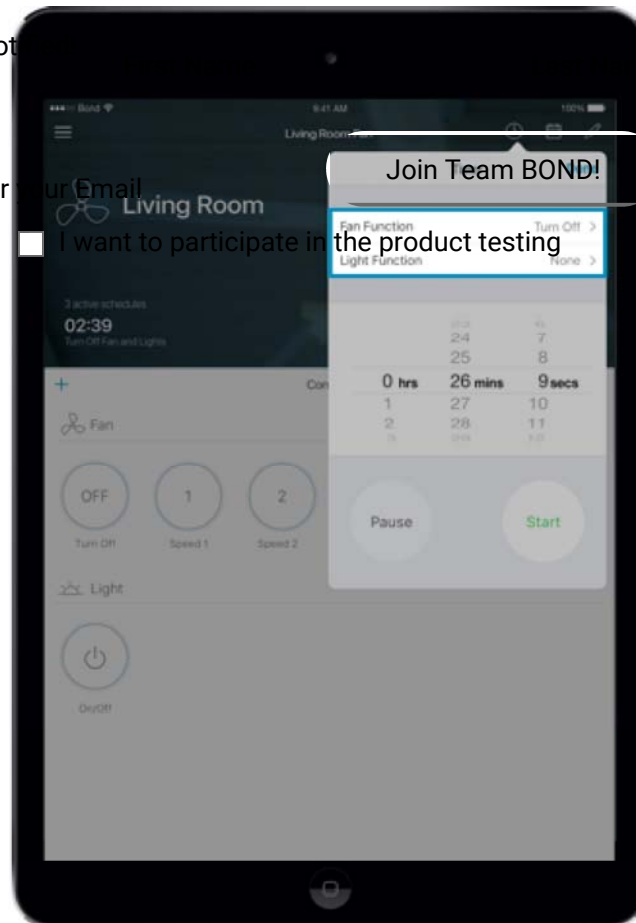 Bond
9:41 AM
100%
Living Room Fan
Join Team BOND!
ur Email
Living Room
I want to participate in the product testing
Fan Function
Turn Off >
Light Function
None >
3 active schedules
02:39
Turn Off Fan and Lights
24 7
25 8
0 hrs 26 mins 9 secs
1 27 10
2 28 11
+
Fan
OFF
1
2
Turn Off
Speed 1
Speed 2
Pause
Start
Light
On/Off